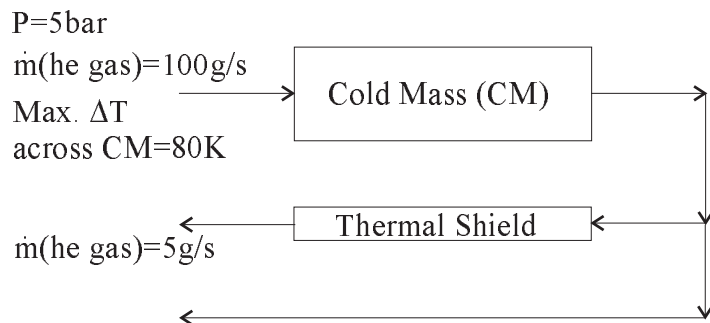 P=5bar
ṁ(he gas)=100g/s
Max. ΔT
across CM=80K
Cold Mass (CM)
Thermal Shield
ṁ(he gas)=5g/s